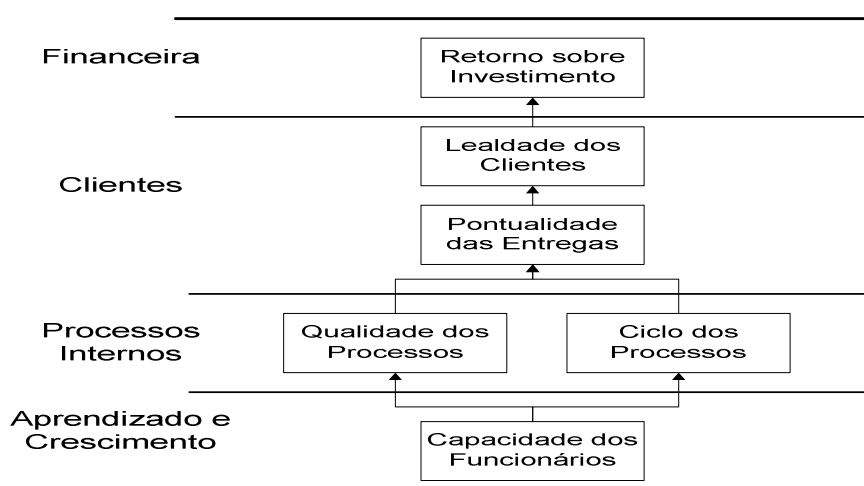 Financeira
Retorno sobre
Investimento
Lealdade dos
Clientes
Clientes
Pontualidade
das Entregas
Processos
Internos
Qualidade dos
Processos
Ciclo dos
Processos
Aprendizado e
Crescimento
Capacidade dos
Funcionários